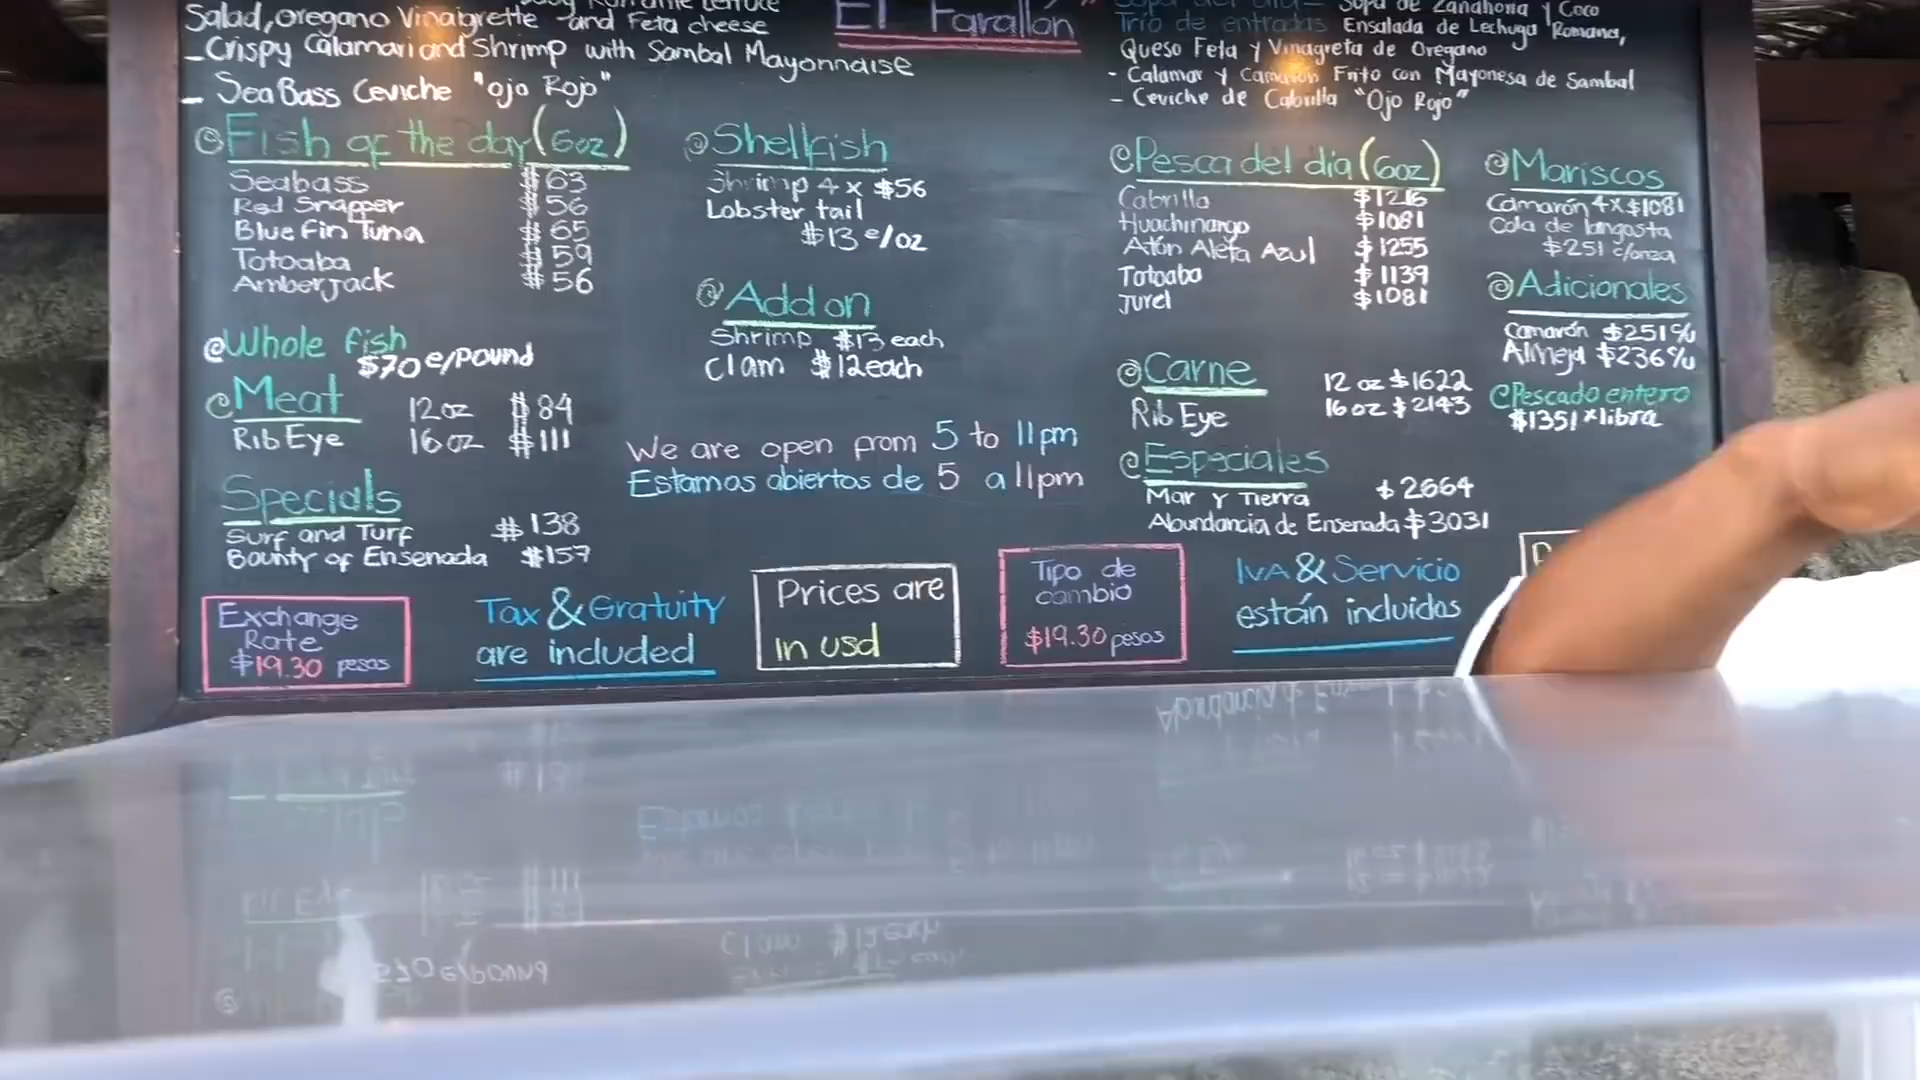 Salad, oregano Vinaigrette and Feta cheese
- Crispy Calamari and Shrimp with Sambal Mayonnaise
- SeaBass Ceviche "Ojo Rojo"
Fish of the day (6oz)
Seabass $63
Red Snapper $56
Blue Fin Tuna $65
Totoaba $59
Amberjack $56
Whole fish
$70 e/pound
Meat
12oz $84
Rib Eye 16oz $111
Specials
Surf and Turf $138
Bounty of Ensenada $157
Exchange
Rate
$19.30 pesos
Tax & Gratuity
are included
El Farallón
Shellfish
Shrimp 4x $56
Lobster tail
$13 e/oz
Add on
Shrimp $13 each
Clam $12 each
We are open from 5 to 11pm
Estamos abiertos de 5 a 11pm
Prices are
In usd
Sopa de Zanahoria y Coco
Trio de entradas Ensalada de Lechuga Romana,
Queso Feta y Vinagreta de Oregano
- Calamar y Camarón Frito con Mayonesa de Sambal
- Ceviche de Cabrilla "Ojo Rojo"
Pesca del dia (6oz)
Cabrilla $1216
Huachinango $1081
Atún Aleta Azul $1255
Totoaba $1139
Jurel $1081
Carne
12 oz $1622
Rib Eye 16 oz $2143
Especiales
Mar y Tierra $2664
Abundancia de Ensenada $3031
Tipo de
cambio
$19.30 pesos
IVA & Servicio
están incluidos
Mariscos
Camarón 4x $1081
Cola de langosta
$251 c/onza
Adicionales
Camarón $251 %
Almeja $236 %
Pescado entero
$1351 x libra